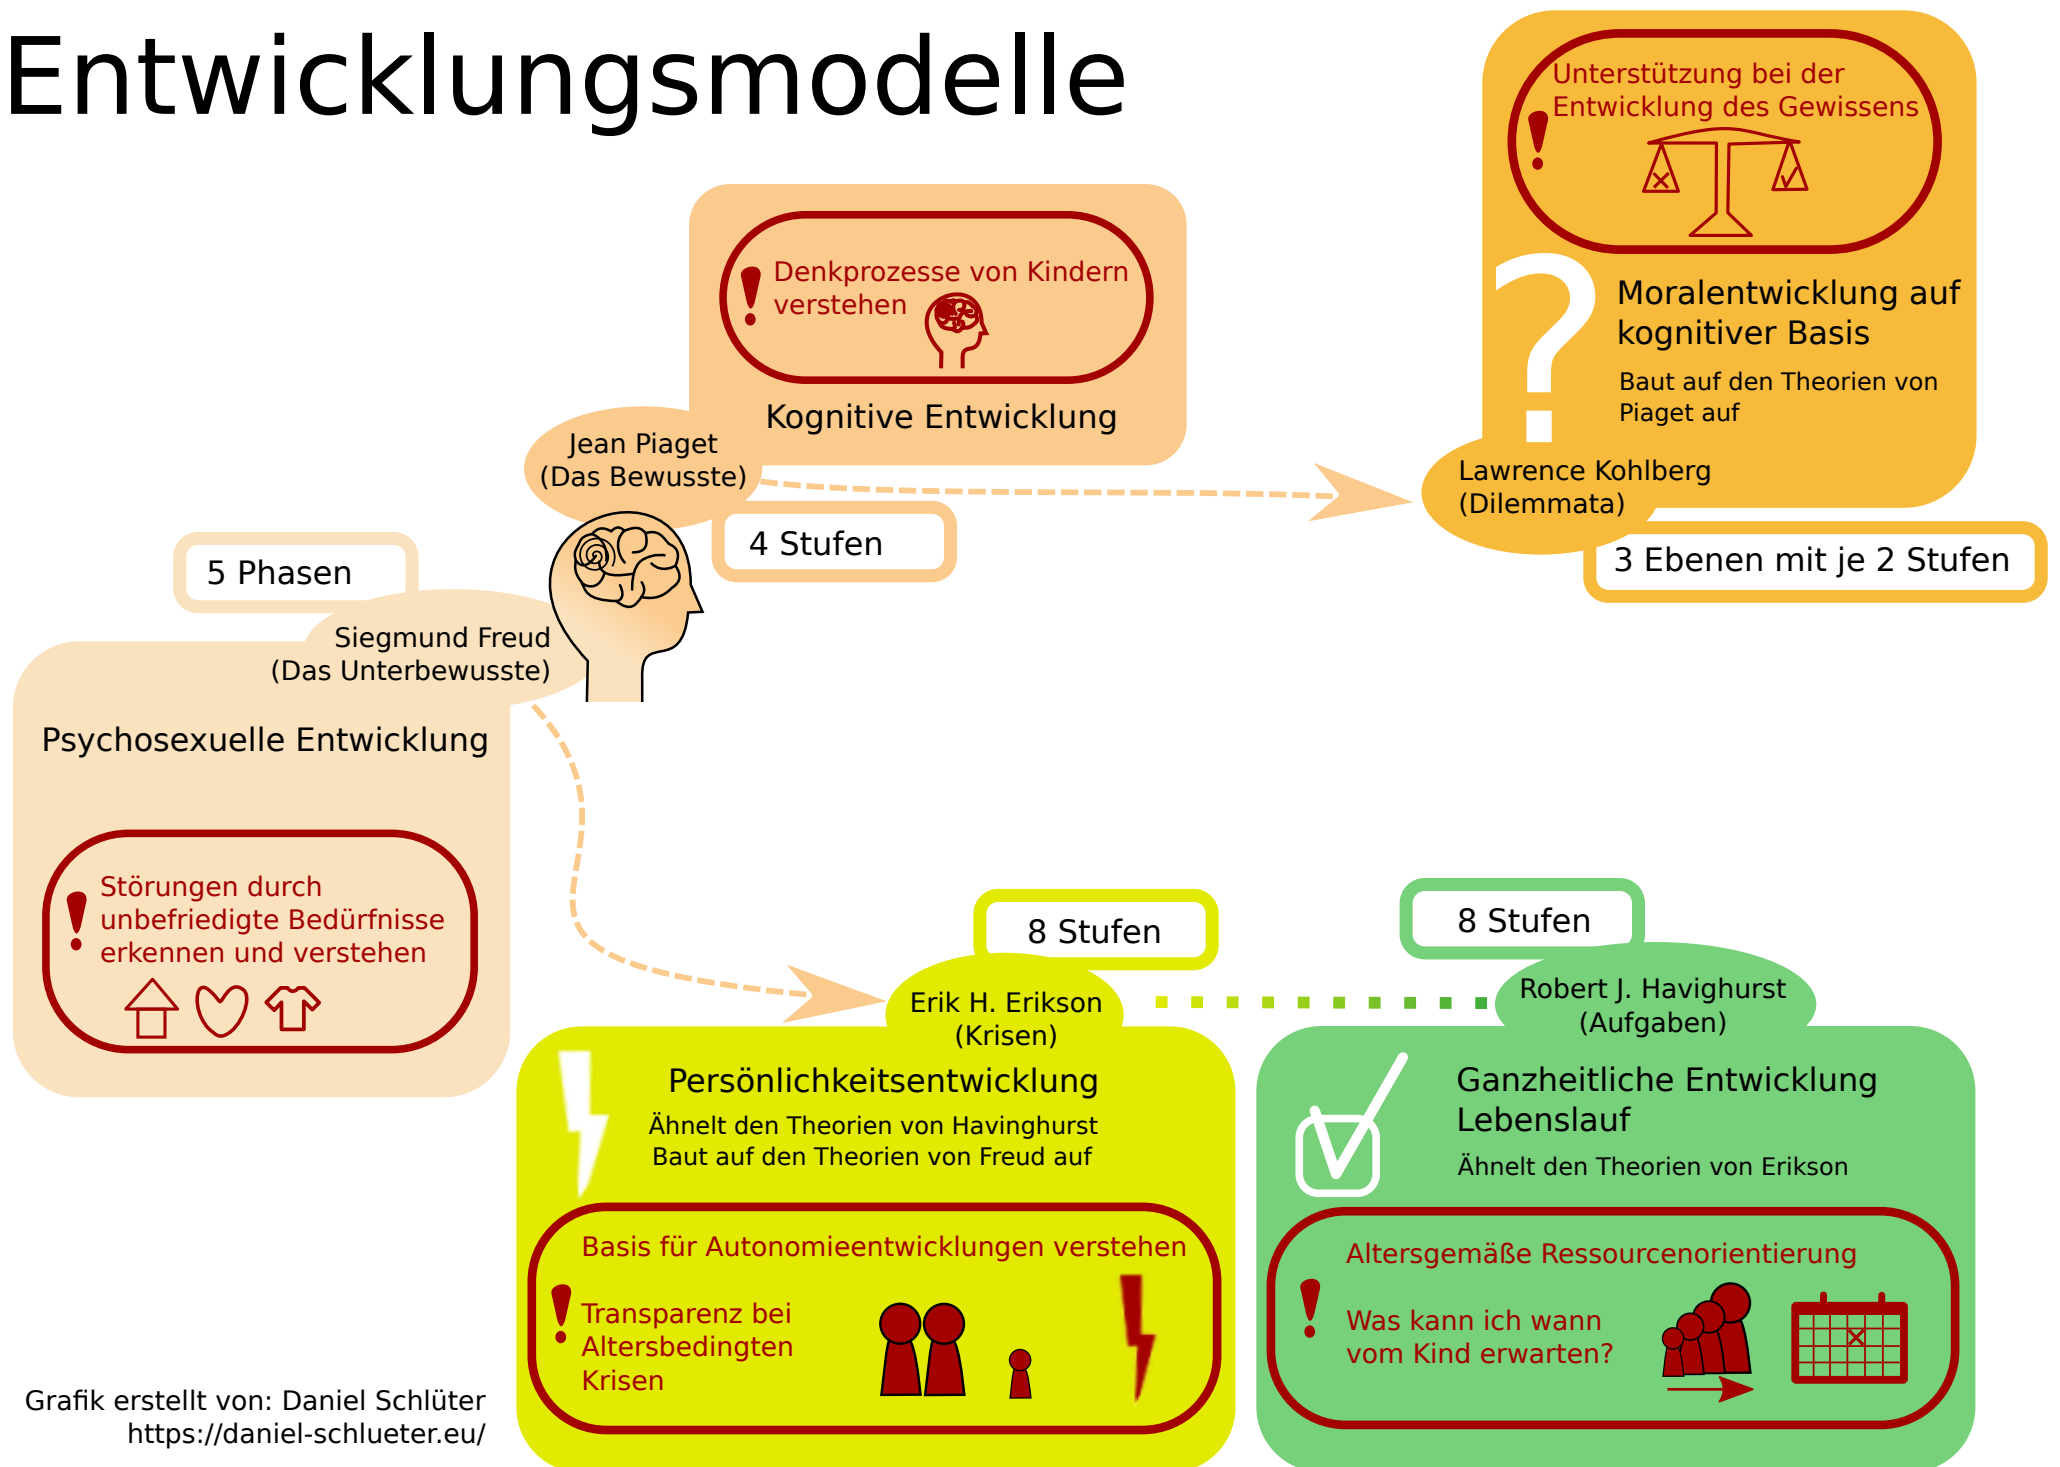 Entwicklungsmodelle
Unterstützung bei der
Entwicklung des Gewissens
!
Moralentwicklung auf
kognitiver Basis
Baut auf den Theorien von
Piaget auf
?
Lawrence Kohlberg
(Dilemmata)
3 Ebenen mit je 2 Stufen
!
Denkprozesse von Kindern
verstehen
Kognitive Entwicklung
Jean Piaget
(Das Bewusste)
4 Stufen
5 Phasen
Siegmund Freud
(Das Unterbewusste)
Psychosexuelle Entwicklung
!
Störungen durch
unbefriedigte Bedürfnisse
erkennen und verstehen
8 Stufen
Erik H. Erikson
(Krisen)
Persönlichkeitsentwicklung
Ähnelt den Theorien von Havinghurst
Baut auf den Theorien von Freud auf
Basis für Autonomieentwicklungen verstehen
!
Transparenz bei
Altersbedingten
Krisen
8 Stufen
Robert J. Havighurst
(Aufgaben)
Ganzheitliche Entwicklung
Lebenslauf
Ähnelt den Theorien von Erikson
Altersgemäße Ressourcenorientierung
!
Was kann ich wann
vom Kind erwarten?
Grafik erstellt von: Daniel Schlüter
https://daniel-schlueter.eu/